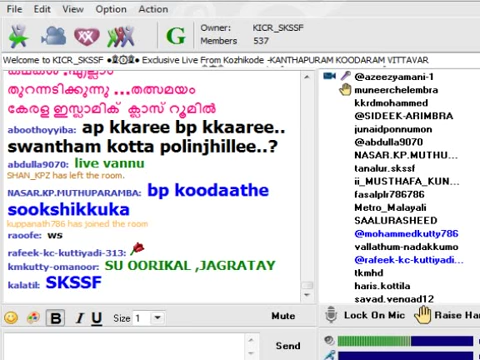 File Edit View Option Action
G Owner: KICR_SKSSF
Members 537
Welcome to KICR_SKSSF Exclusive Live From Kozhikode -KANTHAPURAM KOODARAM VITTAVAR
തുറന്നടിക്കുന്നു ...തത്സമയം
കേരള ഇസ്ലാമിക് ക്ലാസ് റൂമില്‍
aboothoyyiba: ap kkaree bp kkaaree..
swantham kotta polinjhillee..?
abdulla9070: live vannu
SHAN_KPZ has left the room.
NASAR.KP.MUTHUPARAMBA: bp koodaathe
sookshikkuka
kuppanath786 has joined the room
raoofe: ws
rafeek-kc-kuttiyadi-313:
kmkutty-omanoor: SU OORIKAL ,JAGRATAY
kalatil: SKSSF
B I U Size 1 Mute
Send
@azeezyamani-1
muneerchelembra
kkrdmohammed
@SIDEEK-ARIMBRA
junaidponnumon
@abdulla9070
NASAR.KP.MUTHU...
tanalur.skssf
ii_MUSTHAFA_KUN...
fasalplr786786
Metro_Malayali
SAALURASHEED
@mohammedkutty786
vallathum-nadakkumo
@rafeek-kc-kuttiyadi...
tkmhd
haris.kottila
sayad.vengad12
Lock On Mic Raise Han